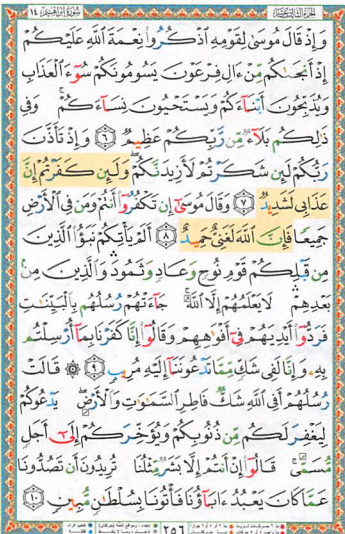 سورة إبراهيم ١٤
وَإِذْ قَالَ مُوسَىٰ لِقَوْمِهِ ٱذْكُرُوا۟ نِعْمَةَ ٱللَّهِ عَلَيْكُمْ
إِذْ أَنجَىٰكُم مِّنْ ءَالِ فِرْعَوْنَ يَسُومُونَكُمْ سُوٓءَ ٱلْعَذَابِ
وَيُذَبِّحُونَ أَبْنَآءَكُمْ وَيَسْتَحْيُونَ نِسَآءَكُمْ ۚ وَفِى
ذَٰلِكُم بَلَآءٌ مِّن رَّبِّكُمْ عَظِيمٌ ٦ وَإِذْ تَأَذَّنَ
رَبُّكُمْ لَئِن شَكَرْتُمْ لَأَزِيدَنَّكُمْ ۖ وَلَئِن كَفَرْتُمْ إِنَّ
عَذَابِى لَشَدِيدٌ ٧ وَقَالَ مُوسَىٰٓ إِن تَكْفُرُوٓا۟ أَنتُمْ وَمَن فِى ٱلْأَرْضِ
جَمِيعًا فَإِنَّ ٱللَّهَ لَغَنِىٌّ حَمِيدٌ ٨ أَلَمْ يَأْتِكُمْ نَبَؤُا۟ ٱلَّذِينَ
مِن قَبْلِكُمْ قَوْمِ نُوحٍ وَعَادٍ وَثَمُودَ ۛ وَٱلَّذِينَ مِنۢ
بَعْدِهِمْ ۛ لَا يَعْلَمُهُمْ إِلَّا ٱللَّهُ ۚ جَآءَتْهُمْ رُسُلُهُم بِٱلْبَيِّنَٰتِ
فَرَدُّوٓا۟ أَيْدِيَهُمْ فِىٓ أَفْوَٰهِهِمْ وَقَالُوٓا۟ إِنَّا كَفَرْنَا بِمَآ أُرْسِلْتُم
بِهِۦ وَإِنَّا لَفِى شَكٍّ مِّمَّا تَدْعُونَنَآ إِلَيْهِ مُرِيبٍ ٩ ۞ قَالَتْ
رُسُلُهُمْ أَفِى ٱللَّهِ شَكٌّ فَاطِرِ ٱلسَّمَٰوَٰتِ وَٱلْأَرْضِ ۖ يَدْعُوكُمْ
لِيَغْفِرَ لَكُم مِّن ذُنُوبِكُمْ وَيُؤَخِّرَكُمْ إِلَىٰٓ أَجَلٍ
مُّسَمًّى ۚ قَالُوٓا۟ إِنْ أَنتُمْ إِلَّا بَشَرٌ مِّثْلُنَا تُرِيدُونَ أَن تَصُدُّونَا
عَمَّا كَانَ يَعْبُدُ ءَابَآؤُنَا فَأْتُونَا بِسُلْطَٰنٍ مُّبِينٍ ١٠
٢٥٦